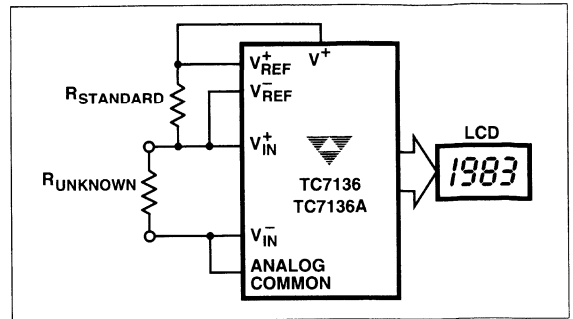 V+
V+REF
V−REF
RSTANDARD
V+IN
LCD
1983
TC7136
TC7136A
RUNKNOWN
V−IN
ANALOG
COMMON